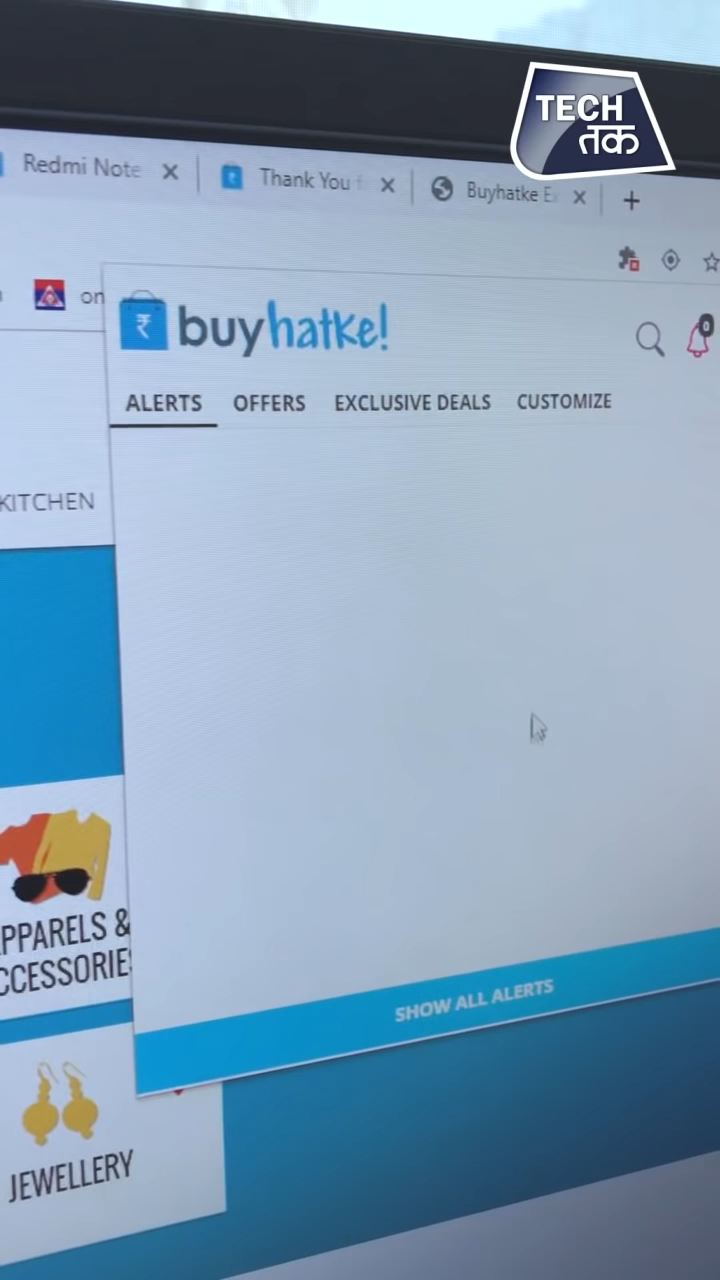 TECH
तक
Redmi Note
Thank You f
Buyhatke E
on
buyhatke!
0
ALERTS OFFERS EXCLUSIVE DEALS CUSTOMIZE
KITCHEN
PPARELS &
CCESSORIE
SHOW ALL ALERTS
JEWELLERY